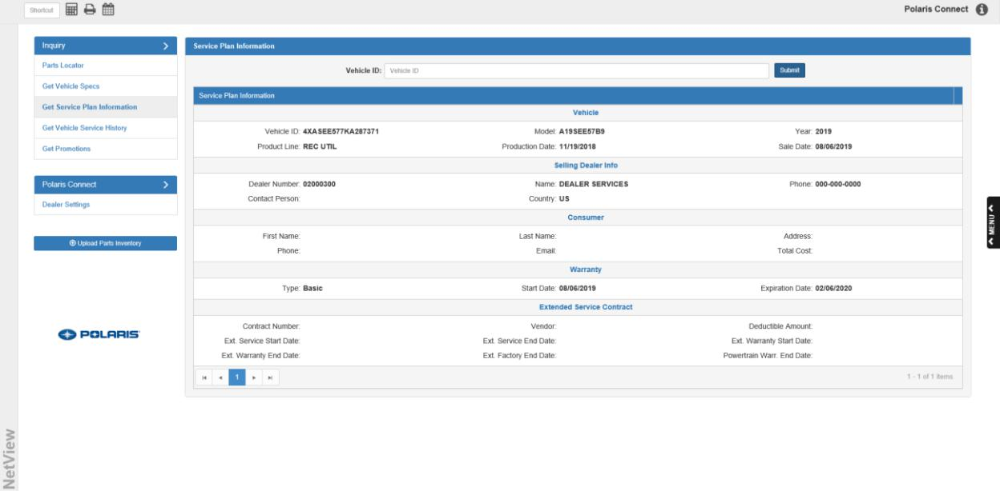 Shortcut
Polaris Connect
Inquiry
Parts Locator
Get Vehicle Specs
Get Service Plan Information
Get Vehicle Service History
Get Promotions
Polaris Connect
Dealer Settings
Upload Parts Inventory
POLARIS
NetView
Service Plan Information
Vehicle ID: Vehicle ID Submit
Service Plan Information
Vehicle
Vehicle ID: 4XASEE577KA287371 Model: A19SEE57B9 Year: 2019
Product Line: REC UTIL Production Date: 11/19/2018 Sale Date: 08/06/2019
Selling Dealer Info
Dealer Number: 02000300 Name: DEALER SERVICES Phone: 000-000-0000
Contact Person: Country: US
Consumer
First Name: Last Name: Address:
Phone: Email: Total Cost:
Warranty
Type: Basic Start Date: 08/06/2019 Expiration Date: 02/06/2020
Extended Service Contract
Contract Number: Vendor: Deductible Amount:
Ext. Service Start Date: Ext. Service End Date: Ext. Warranty Start Date:
Ext. Warranty End Date: Ext. Factory End Date: Powertrain Warr. End Date:
1 1 - 1 of 1 items
MENU